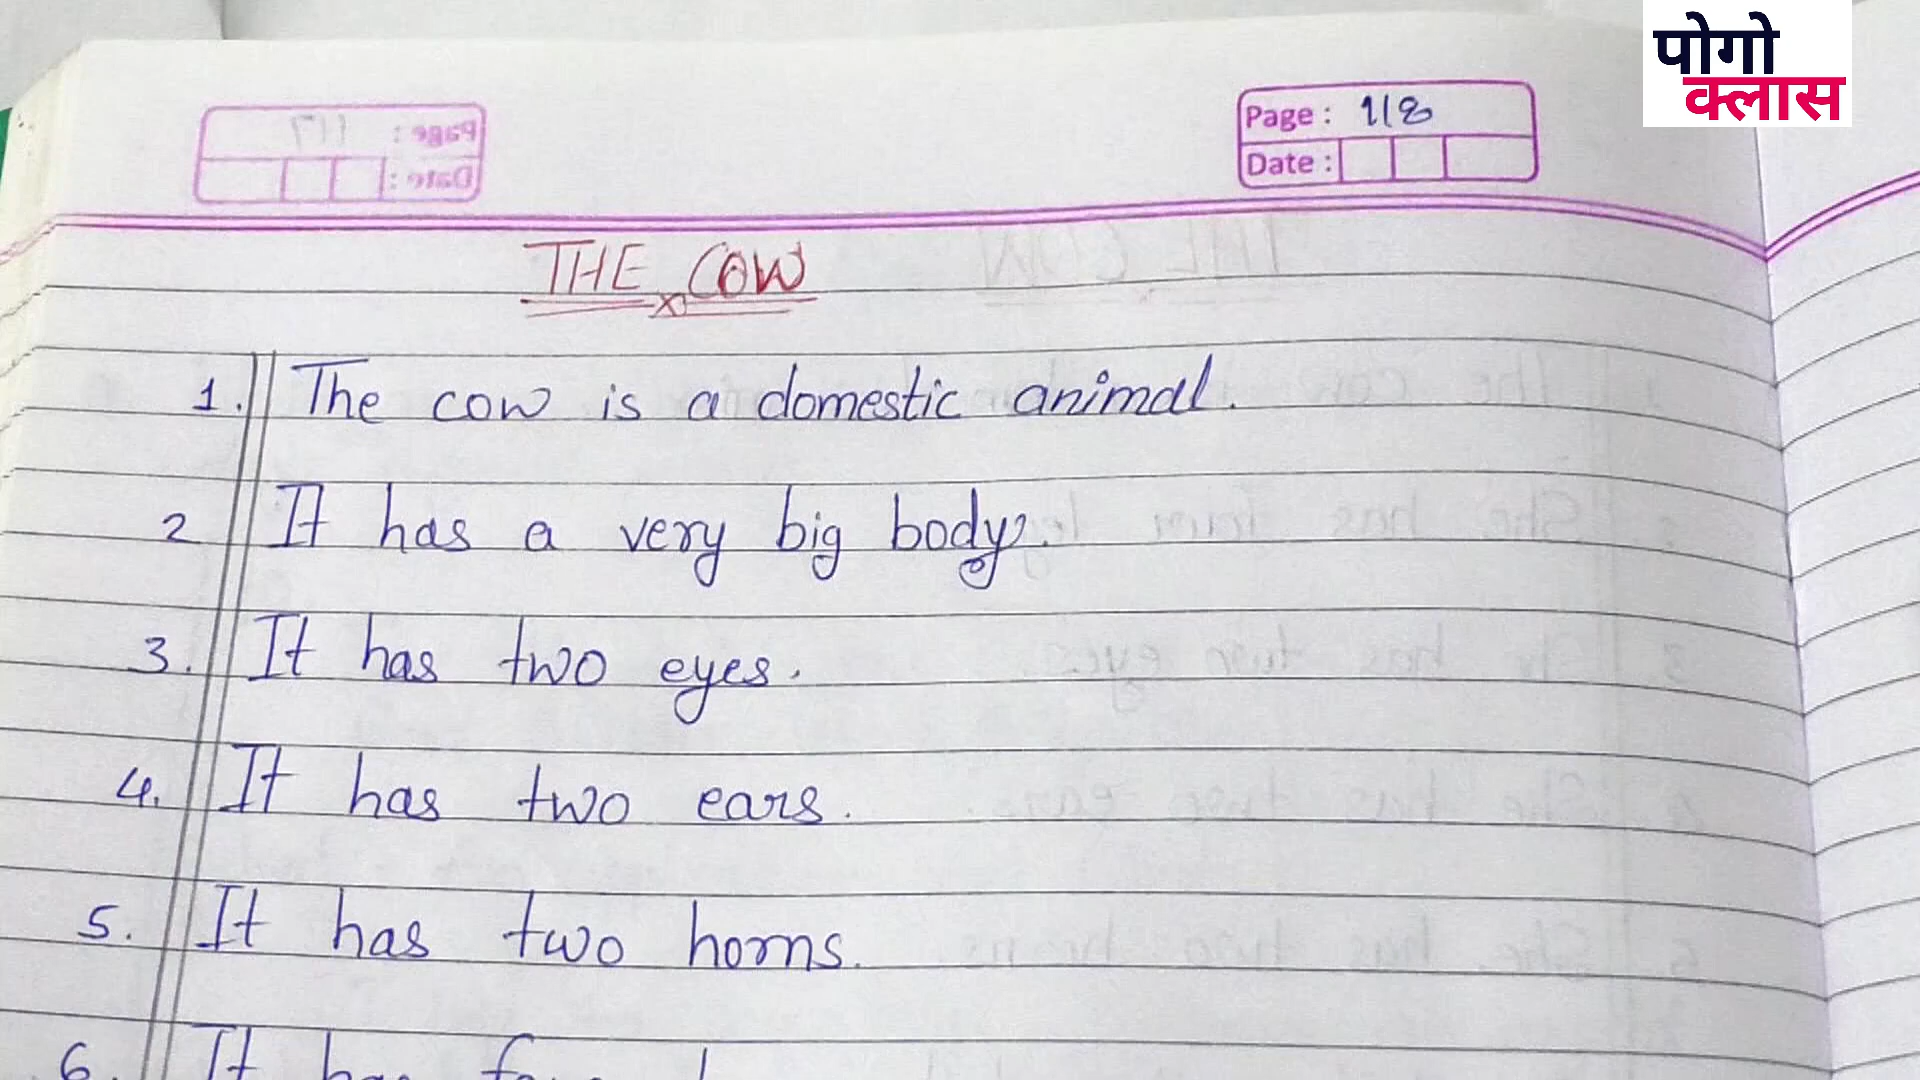 पोगो
क्लास
Page : 118
Date :
THE COW
1. The cow is a domestic animal.
2 It has a very big body.
3. It has two eyes.
4. It has two ears.
5. It has two horns.
6. It